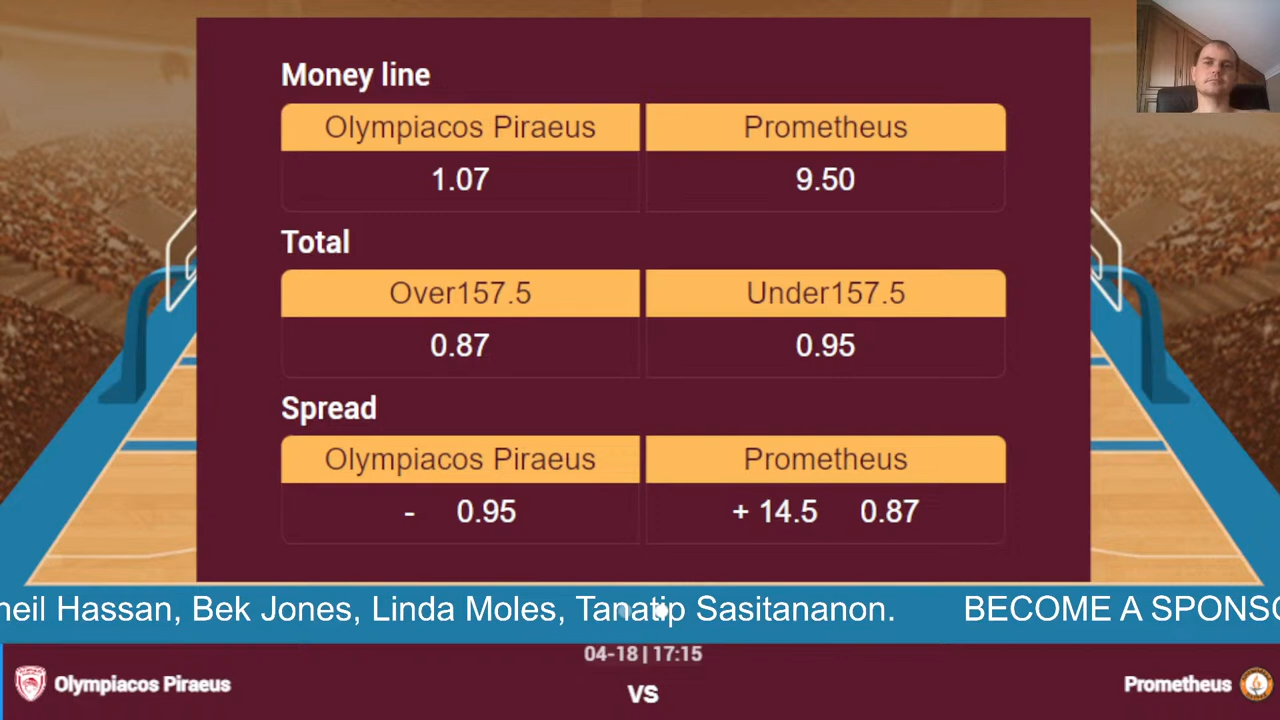 Money line
Olympiacos Piraeus Prometheus
1.07 9.50
Total
Over157.5 Under157.5
0.87 0.95
Spread
Olympiacos Piraeus Prometheus
- 0.95 + 14.5 0.87
neil Hassan, Bek Jones, Linda Moles, Tanatip Sasitananon. BECOME A SPONSO
04-18 | 17:15
Olympiacos Piraeus VS Prometheus